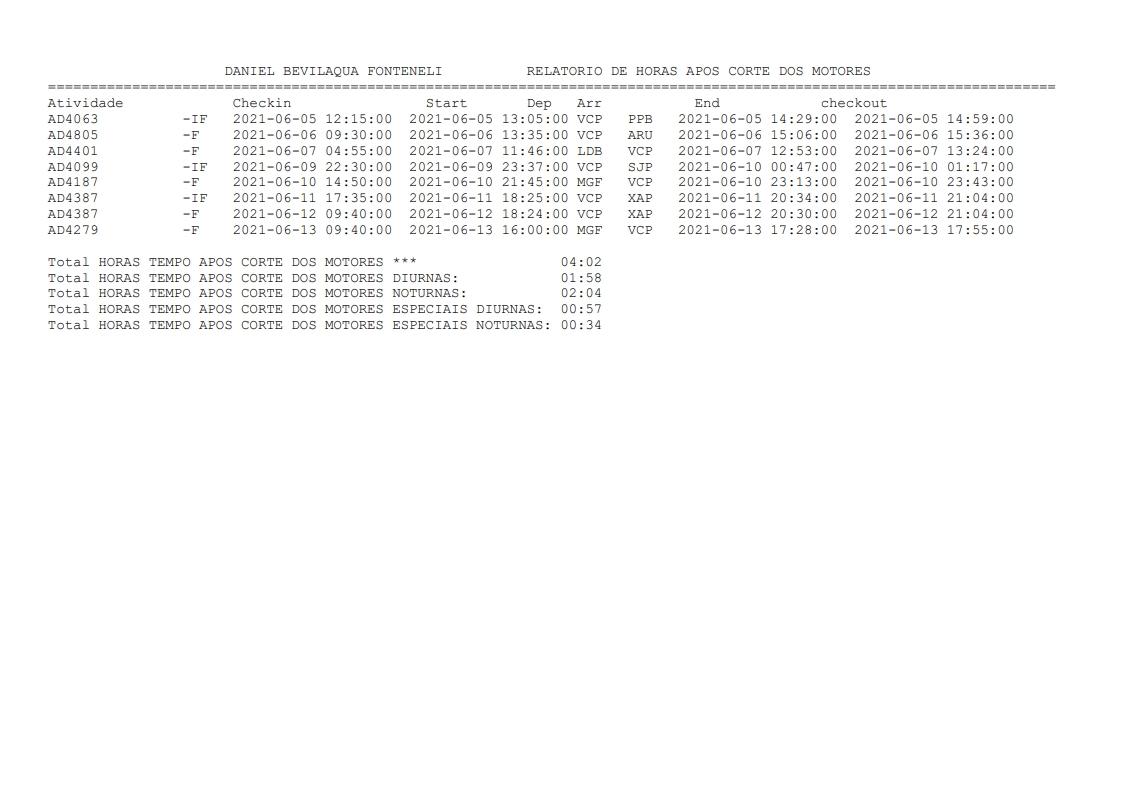 DANIEL BEVILAQUA FONTENELI          RELATORIO DE HORAS APOS CORTE DOS MOTORES
========================================================================================================================
Atividade             Checkin                Start       Dep   Arr           End            checkout
AD4063          -IF   2021-06-05 12:15:00  2021-06-05 13:05:00 VCP   PPB   2021-06-05 14:29:00  2021-06-05 14:59:00
AD4805          -F    2021-06-06 09:30:00  2021-06-06 13:35:00 VCP   ARU   2021-06-06 15:06:00  2021-06-06 15:36:00
AD4401          -F    2021-06-07 04:55:00  2021-06-07 11:46:00 LDB   VCP   2021-06-07 12:53:00  2021-06-07 13:24:00
AD4099          -IF   2021-06-09 22:30:00  2021-06-09 23:37:00 VCP   SJP   2021-06-10 00:47:00  2021-06-10 01:17:00
AD4187          -F    2021-06-10 14:50:00  2021-06-10 21:45:00 MGF   VCP   2021-06-10 23:13:00  2021-06-10 23:43:00
AD4387          -IF   2021-06-11 17:35:00  2021-06-11 18:25:00 VCP   XAP   2021-06-11 20:34:00  2021-06-11 21:04:00
AD4387          -F    2021-06-12 09:40:00  2021-06-12 18:24:00 VCP   XAP   2021-06-12 20:30:00  2021-06-12 21:04:00
AD4279          -F    2021-06-13 09:40:00  2021-06-13 16:00:00 MGF   VCP   2021-06-13 17:28:00  2021-06-13 17:55:00
Total HORAS TEMPO APOS CORTE DOS MOTORES ***                 04:02
Total HORAS TEMPO APOS CORTE DOS MOTORES DIURNAS:            01:58
Total HORAS TEMPO APOS CORTE DOS MOTORES NOTURNAS:           02:04
Total HORAS TEMPO APOS CORTE DOS MOTORES ESPECIAIS DIURNAS:  00:57
Total HORAS TEMPO APOS CORTE DOS MOTORES ESPECIAIS NOTURNAS: 00:34